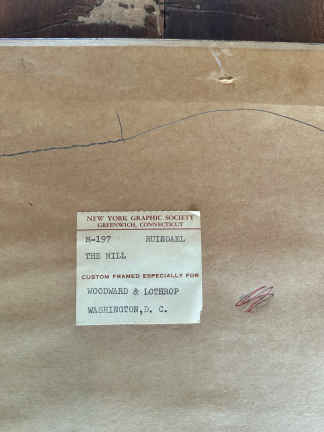 NEW YORK GRAPHIC SOCIETY
GREENWICH, CONNECTICUT
M-197 RUISDAEL
THE MILL
CUSTOM FRAMED ESPECIALLY FOR
WOODWARD & LOTHROP
WASHINGTON, D. C.